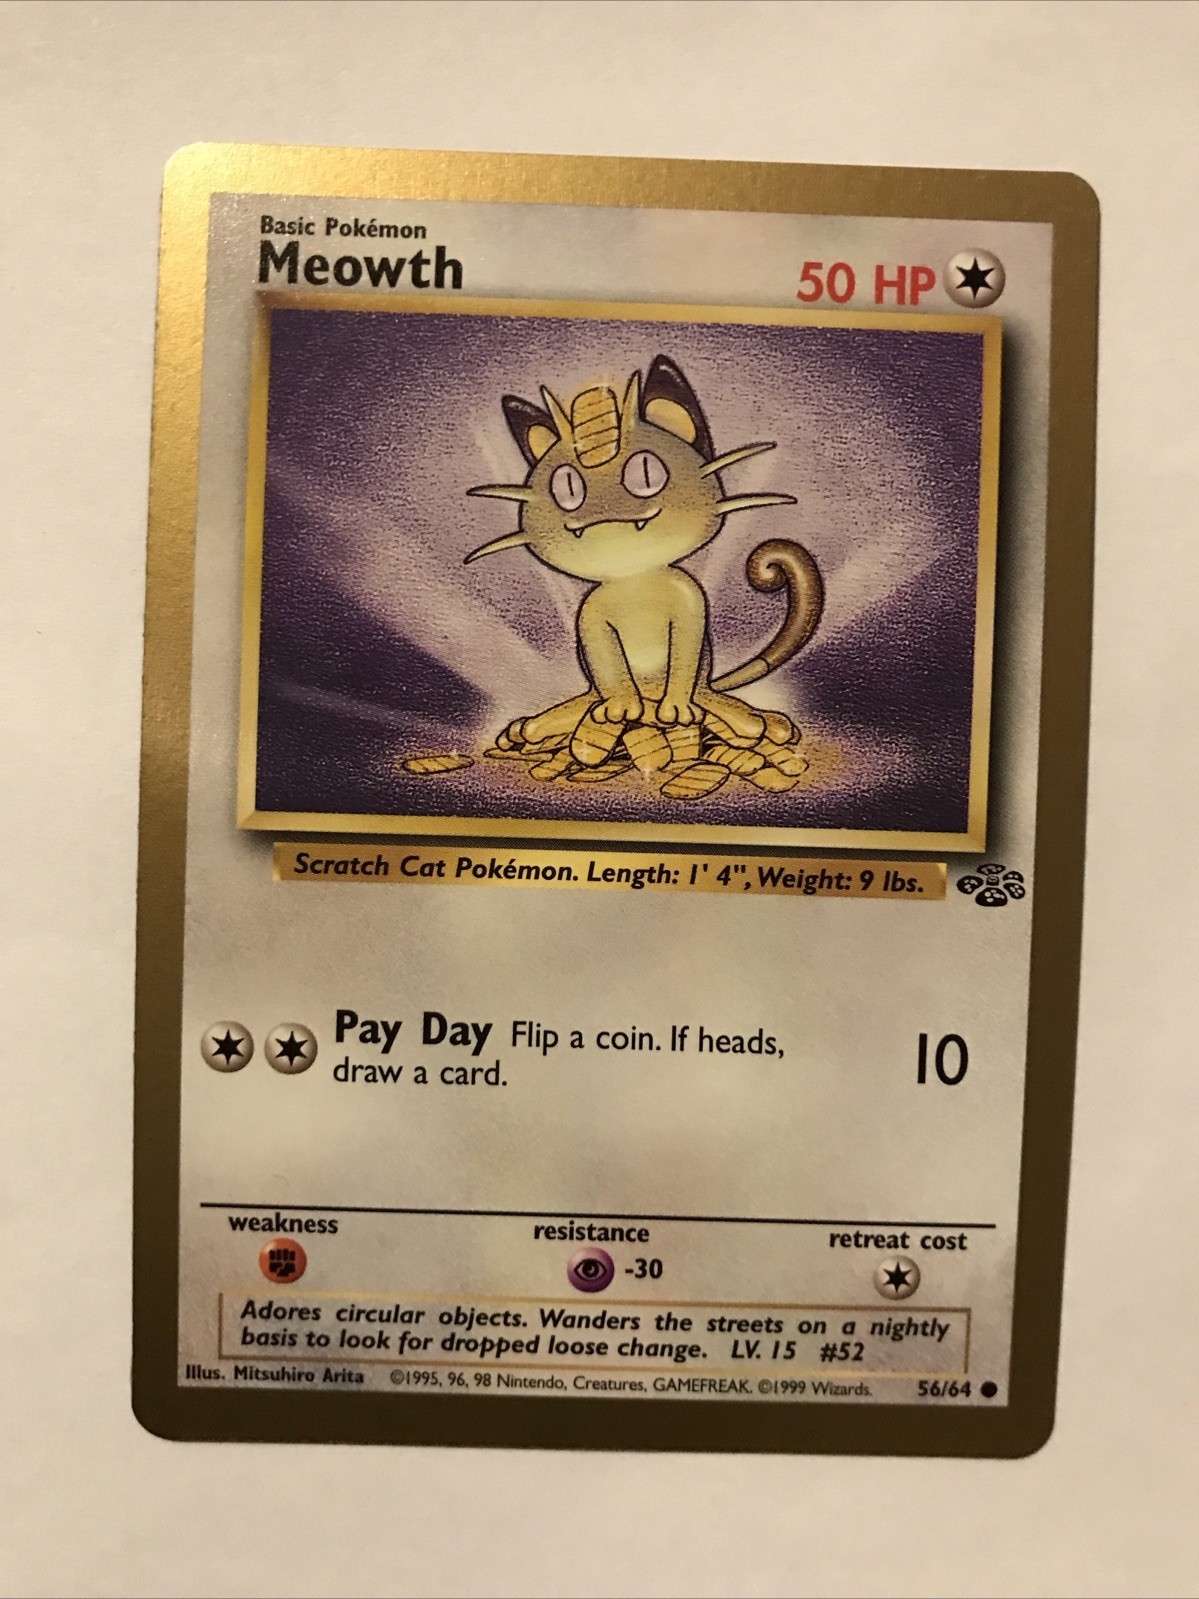 Basic Pokémon
Meowth
50 HP
Scratch Cat Pokémon. Length: 1' 4", Weight: 9 lbs.
Pay Day Flip a coin. If heads,
draw a card.
10
weakness
resistance
retreat cost
-30
Adores circular objects. Wanders the streets on a nightly
basis to look for dropped loose change. LV. 15 #52
Illus. Mitsuhiro Arita ©1995, 96, 98 Nintendo, Creatures, GAMEFREAK. ©1999 Wizards. 56/64